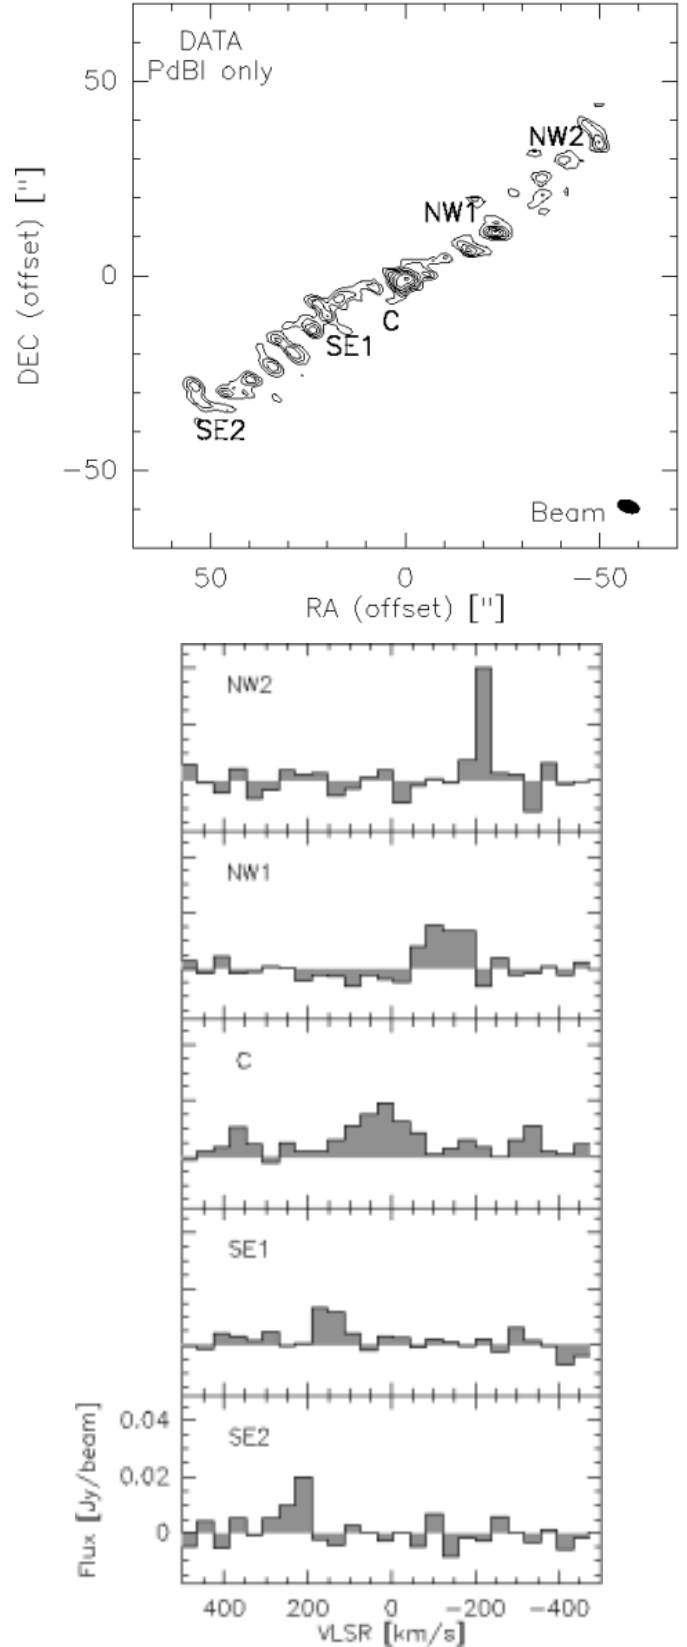 DATA
PdBI only
50
NW2
NW1
DEC (offset) ["]
0
C
SE1
SE2
−50
Beam
50 0 −50
RA (offset) ["]
NW2
NW1
C
SE1
Flux [Jy/beam]
0.04
SE2
0.02
0
400 200 0 −200 −400
VLSR [km/s]